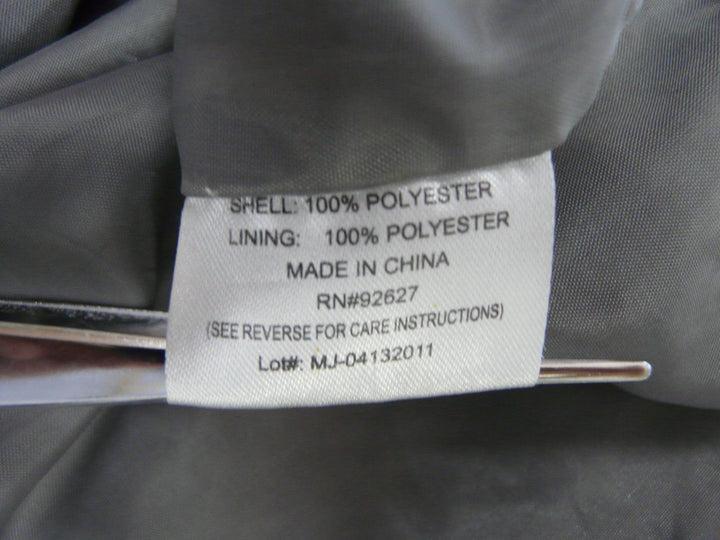 SHELL: 100% POLYESTER
LINING: 100% POLYESTER
MADE IN CHINA
RN#92627
(SEE REVERSE FOR CARE INSTRUCTIONS)
Lot#: MJ-04132011